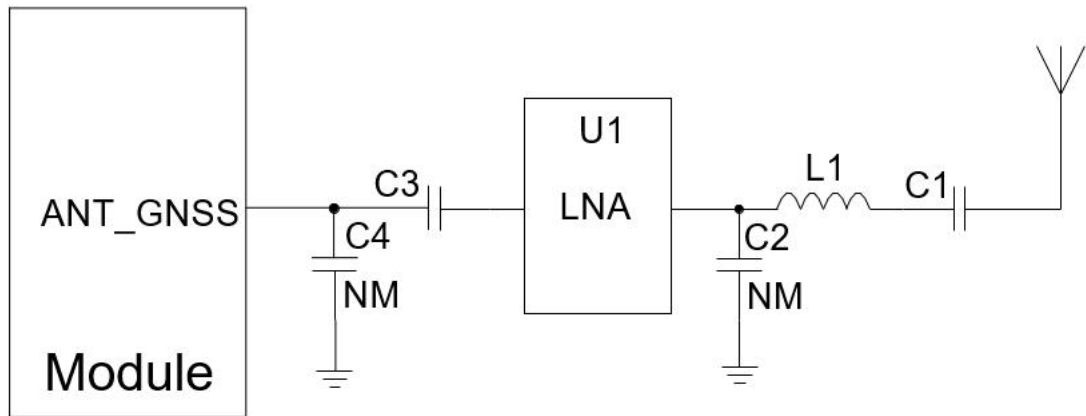 U1
L1
C3
C1
ANT_GNSS
LNA
C4
C2
NM
NM
Module